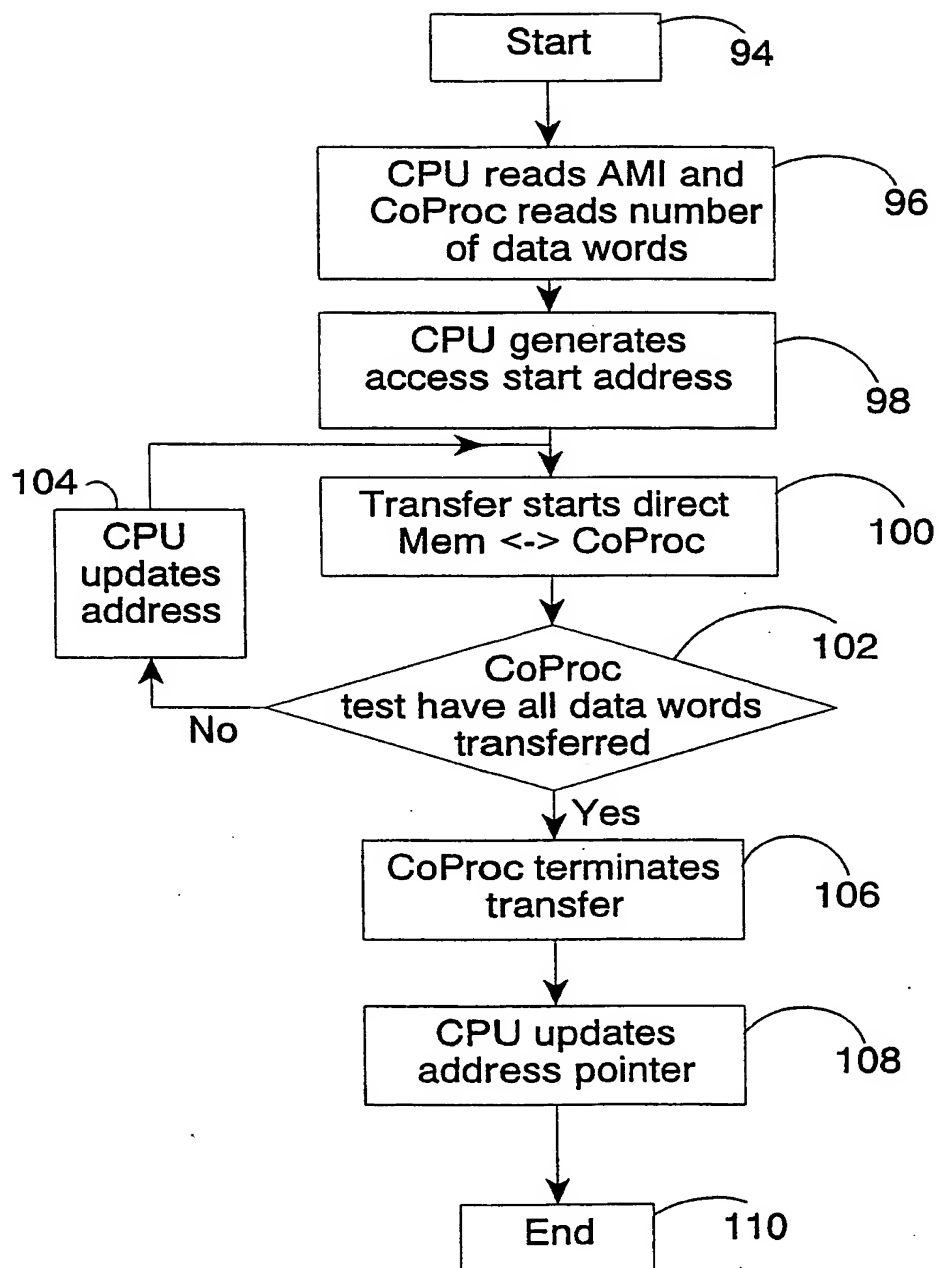 Start
94
CPU reads AMI and
CoProc reads number
of data words
96
CPU generates
access start address
98
104
CPU
updates
address
Transfer starts direct
Mem <-> CoProc
100
CoProc
test have all data words
transferred
102
No
Yes
CoProc terminates
transfer
106
CPU updates
address pointer
108
End
110